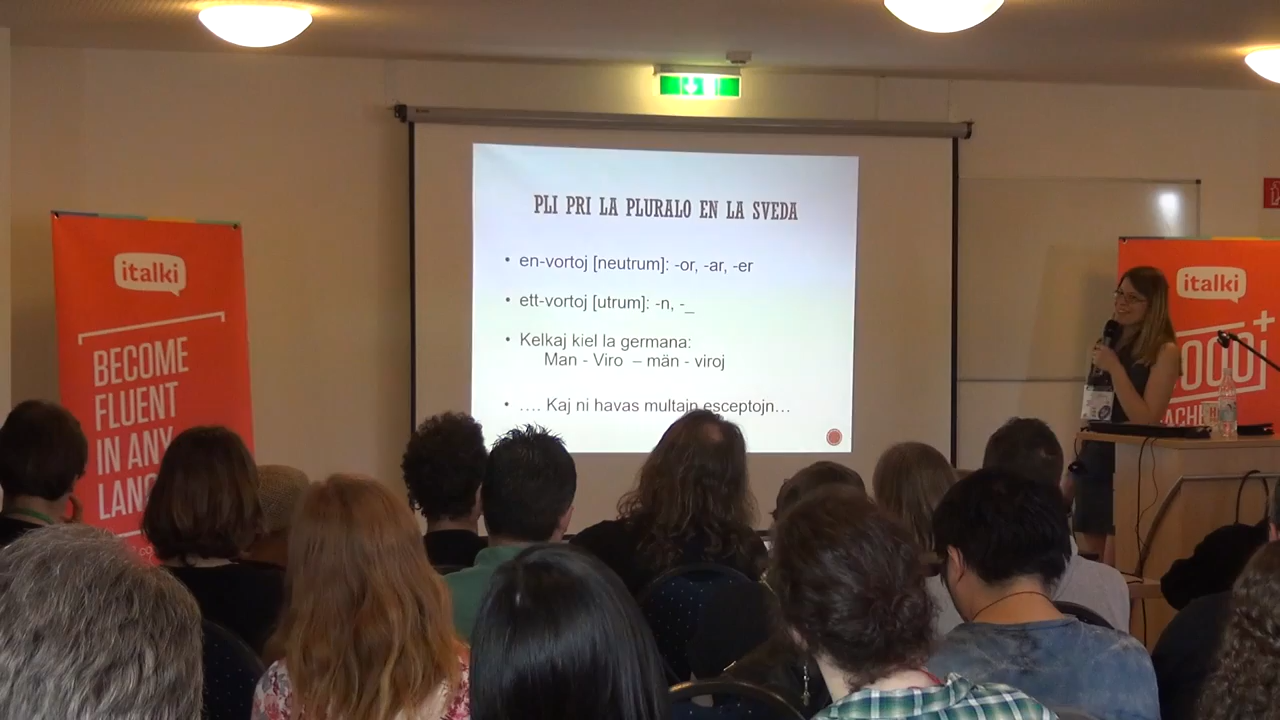 PLI PRI LA PLURALO EN LA SVEDA
• en-vortoj [neutrum]: -or, -ar, -er
• ett-vortoj [utrum]: -n, -_
• Kelkaj kiel la germana:
Man - Viro – män - viroj
• .... Kaj ni havas multajn esceptojn…
italki
BECOME
FLUENT
IN ANY
italki